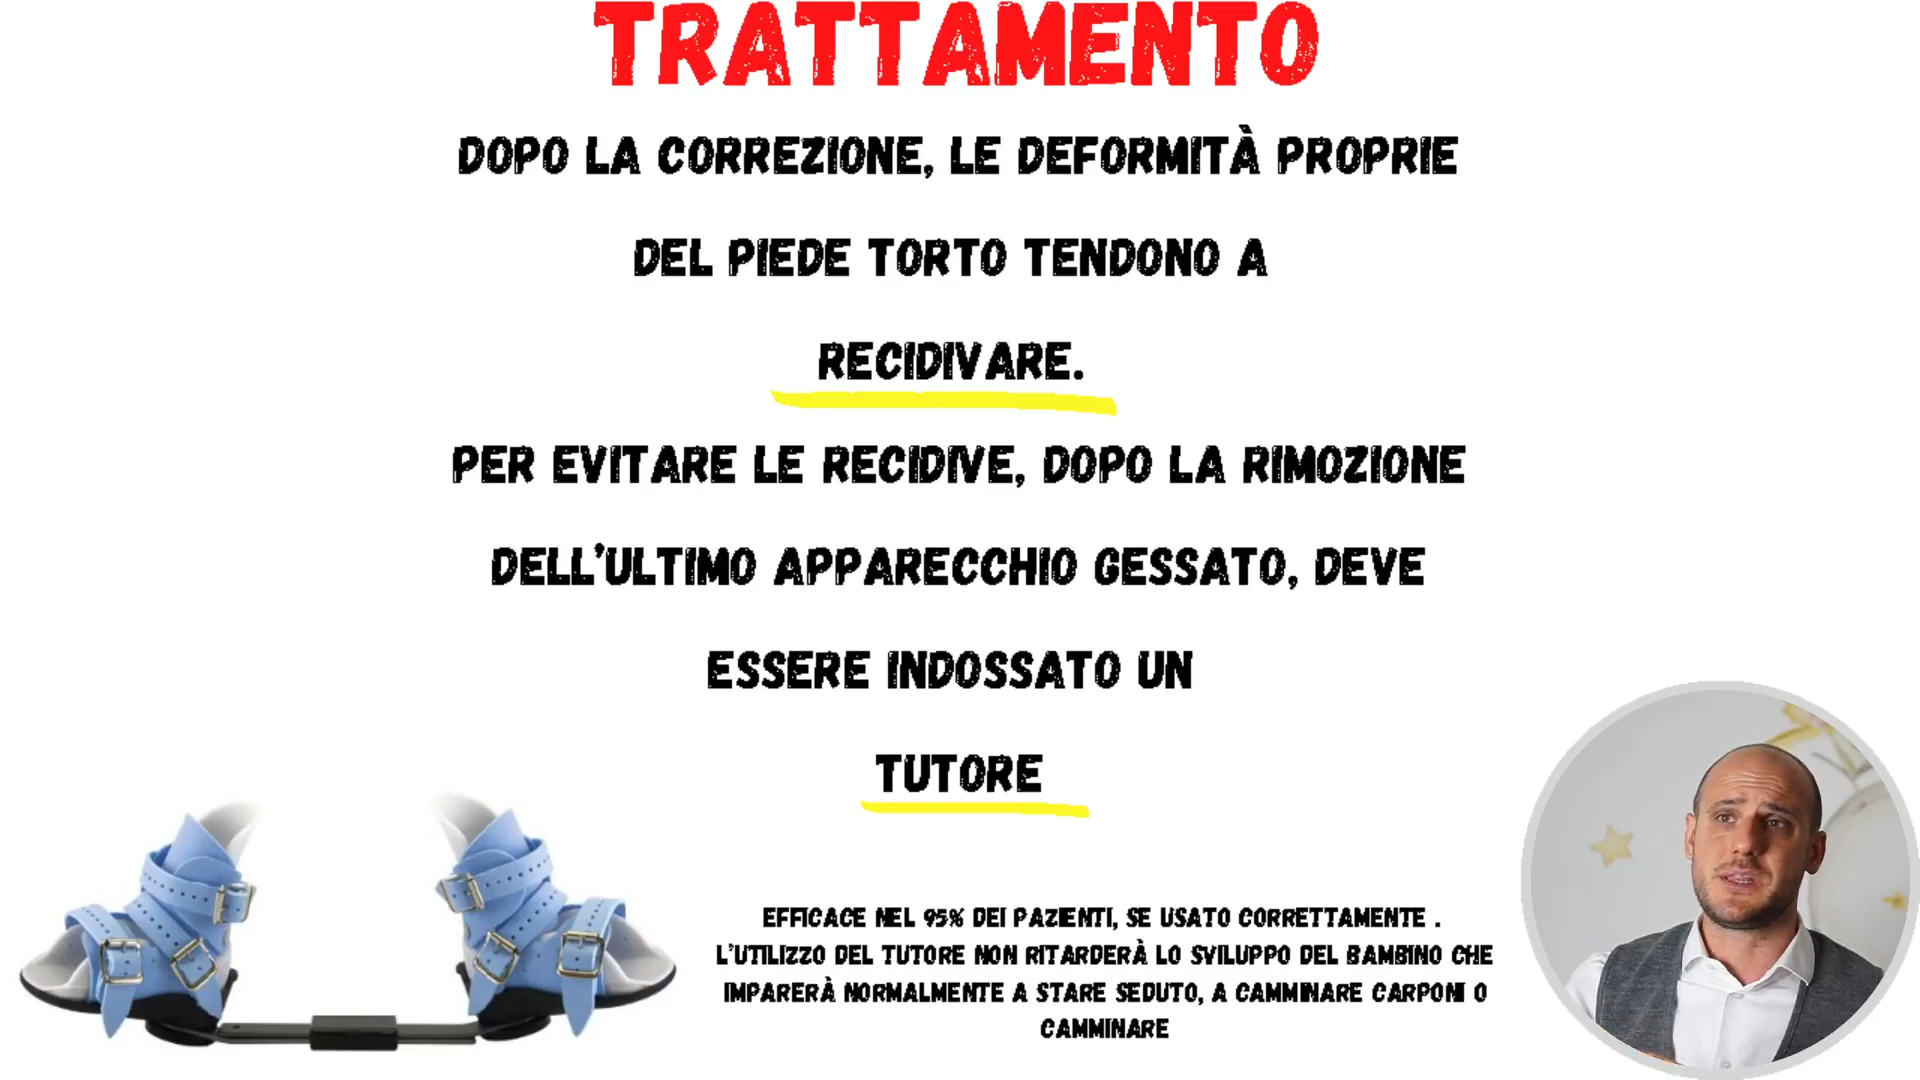 TRATTAMENTO
DOPO LA CORREZIONE, LE DEFORMITÀ PROPRIE
DEL PIEDE TORTO TENDONO A
RECIDIVARE.
PER EVITARE LE RECIDIVE, DOPO LA RIMOZIONE
DELL'ULTIMO APPARECCHIO GESSATO, DEVE
ESSERE INDOSSATO UN
TUTORE
EFFICACE NEL 95% DEI PAZIENTI, SE USATO CORRETTAMENTE .
L'UTILIZZO DEL TUTORE NON RITARDERÀ LO SVILUPPO DEL BAMBINO CHE
IMPARERÀ NORMALMENTE A STARE SEDUTO, A CAMMINARE CARPONI O
CAMMINARE